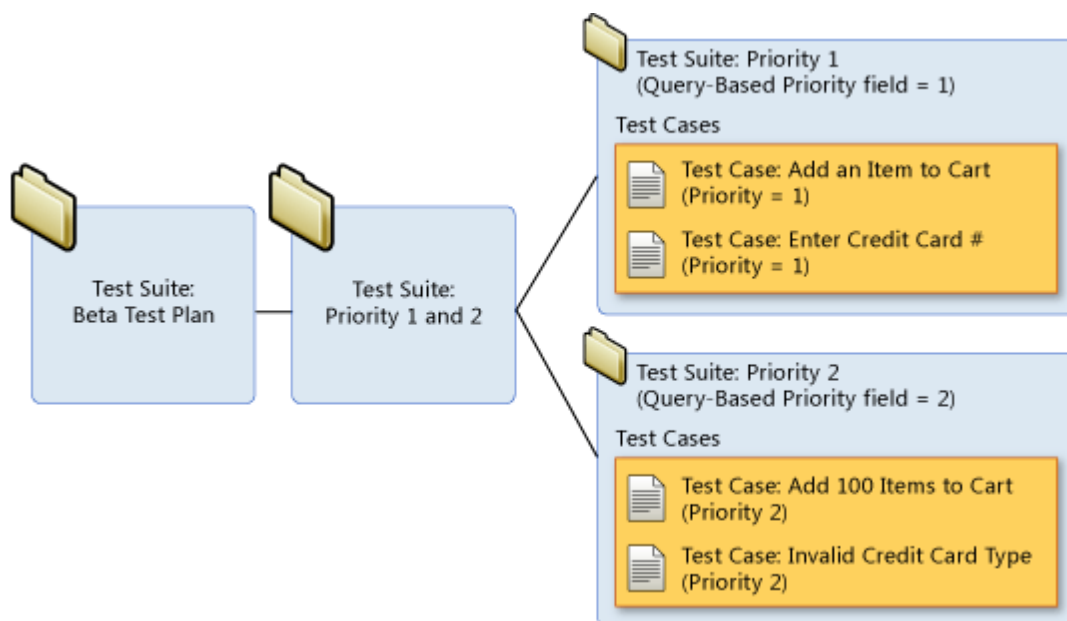 Test Suite:
Beta Test Plan
Test Suite:
Priority 1 and 2
Test Suite: Priority 1
(Query-Based Priority field = 1)
Test Cases
Test Case: Add an Item to Cart
(Priority = 1)
Test Case: Enter Credit Card #
(Priority = 1)
Test Suite: Priority 2
(Query-Based Priority field = 2)
Test Cases
Test Case: Add 100 Items to Cart
(Priority 2)
Test Case: Invalid Credit Card Type
(Priority 2)